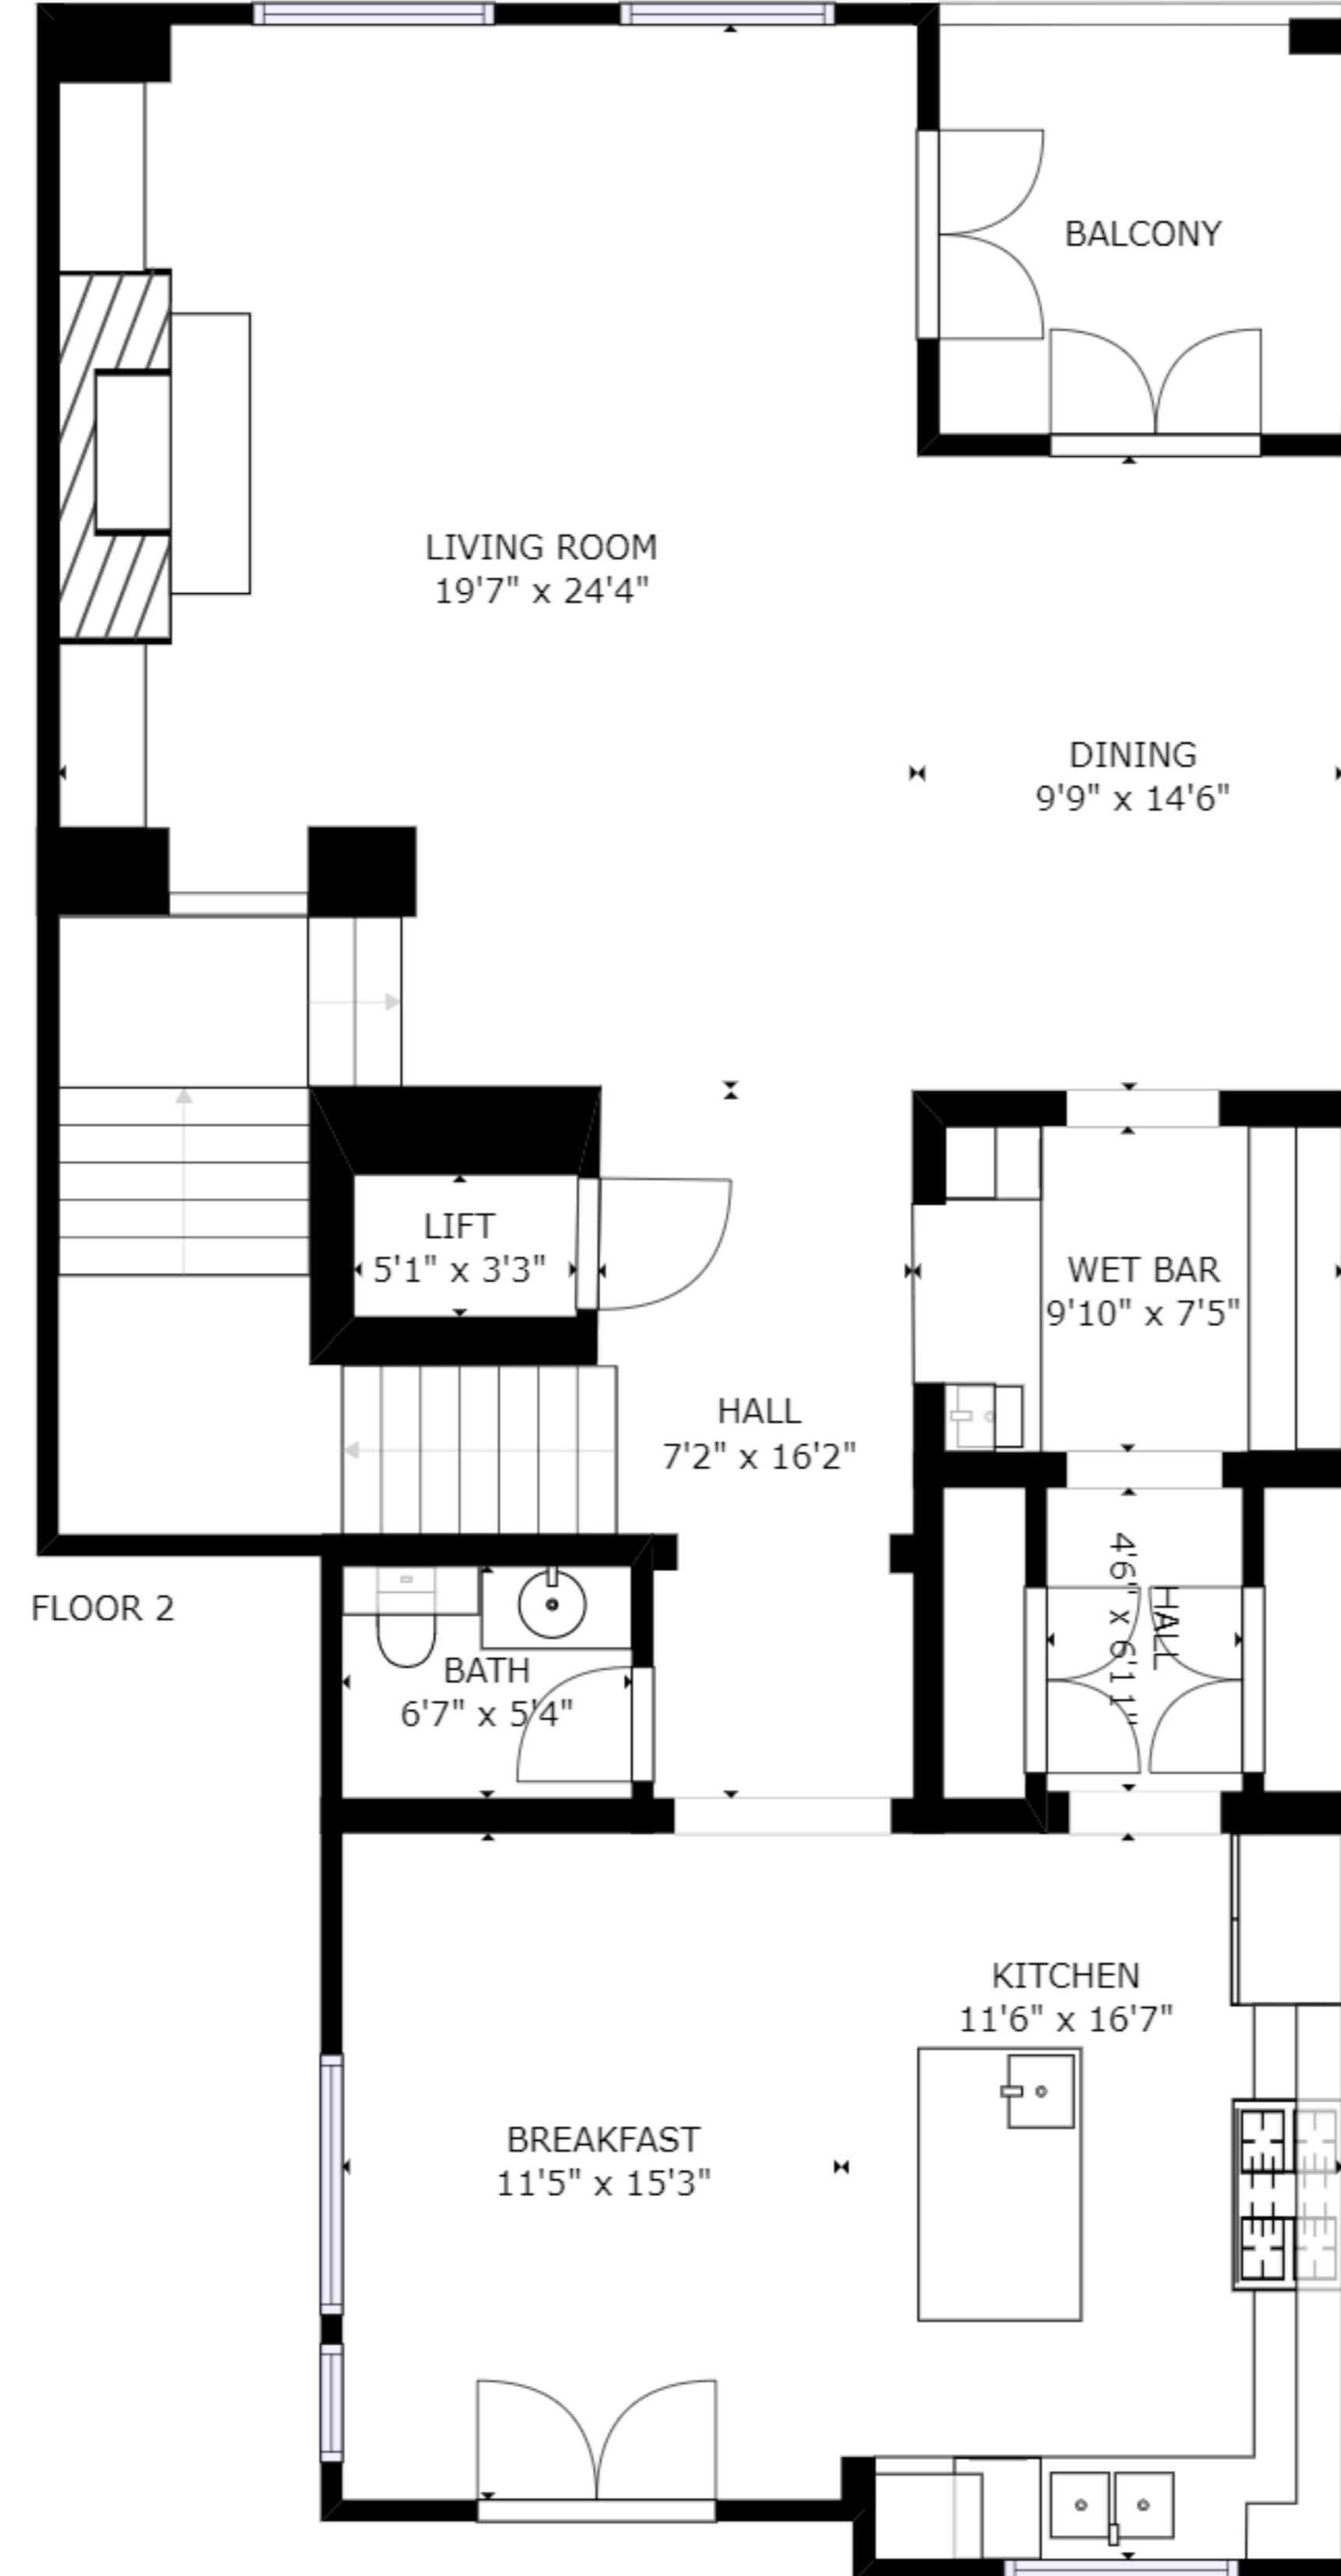 BALCONY
LIVING ROOM
19'7" x 24'4"
DINING
9'9" x 14'6"
LIFT
5'1" x 3'3"
WET BAR
9'10" x 7'5"
HALL
7'2" x 16'2"
FLOOR 2
HALL
4'6" x 6'11"
BATH
6'7" x 5'4"
KITCHEN
11'6" x 16'7"
BREAKFAST
11'5" x 15'3"